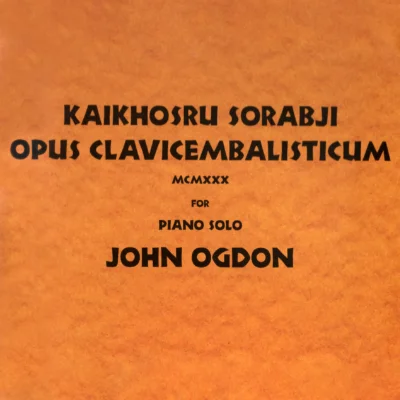 KAIKHOSRU SORABJI
OPUS CLAVICEMBALISTICUM
MCMXXX
FOR
PIANO SOLO
JOHN OGDON